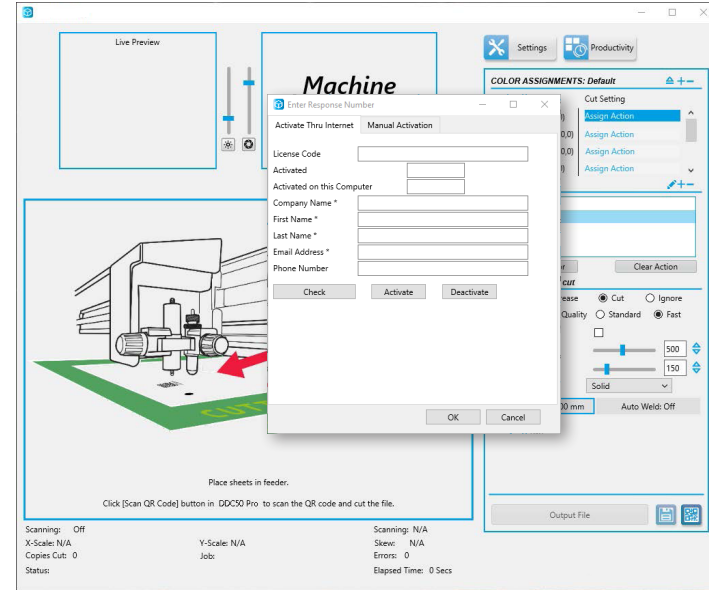 Live Preview
Machine
Settings
Productivity
COLOR ASSIGNMENTS: Default
Cut Setting
Assign Action
0,0) Assign Action
0,0) Assign Action
Assign Action
Enter Response Number
Activate Thru Internet Manual Activation
License Code
Activated
Activated on this Computer
Company Name *
First Name *
Last Name *
Email Address *
Phone Number
Check Activate Deactivate
OK Cancel
Clear Action
cut
Cut Ignore
Quality Standard Fast
500
150
Solid
00 mm Auto Weld: Off
Output File
Place sheets in feeder.
Click [Scan QR Code] button in DDC50 Pro to scan the QR code and cut the file.
Scanning: Off Scanning: N/A
X-Scale: N/A Y-Scale: N/A Skew: N/A
Copies Cut: 0 Job: Errors: 0
Status: Elapsed Time: 0 Secs